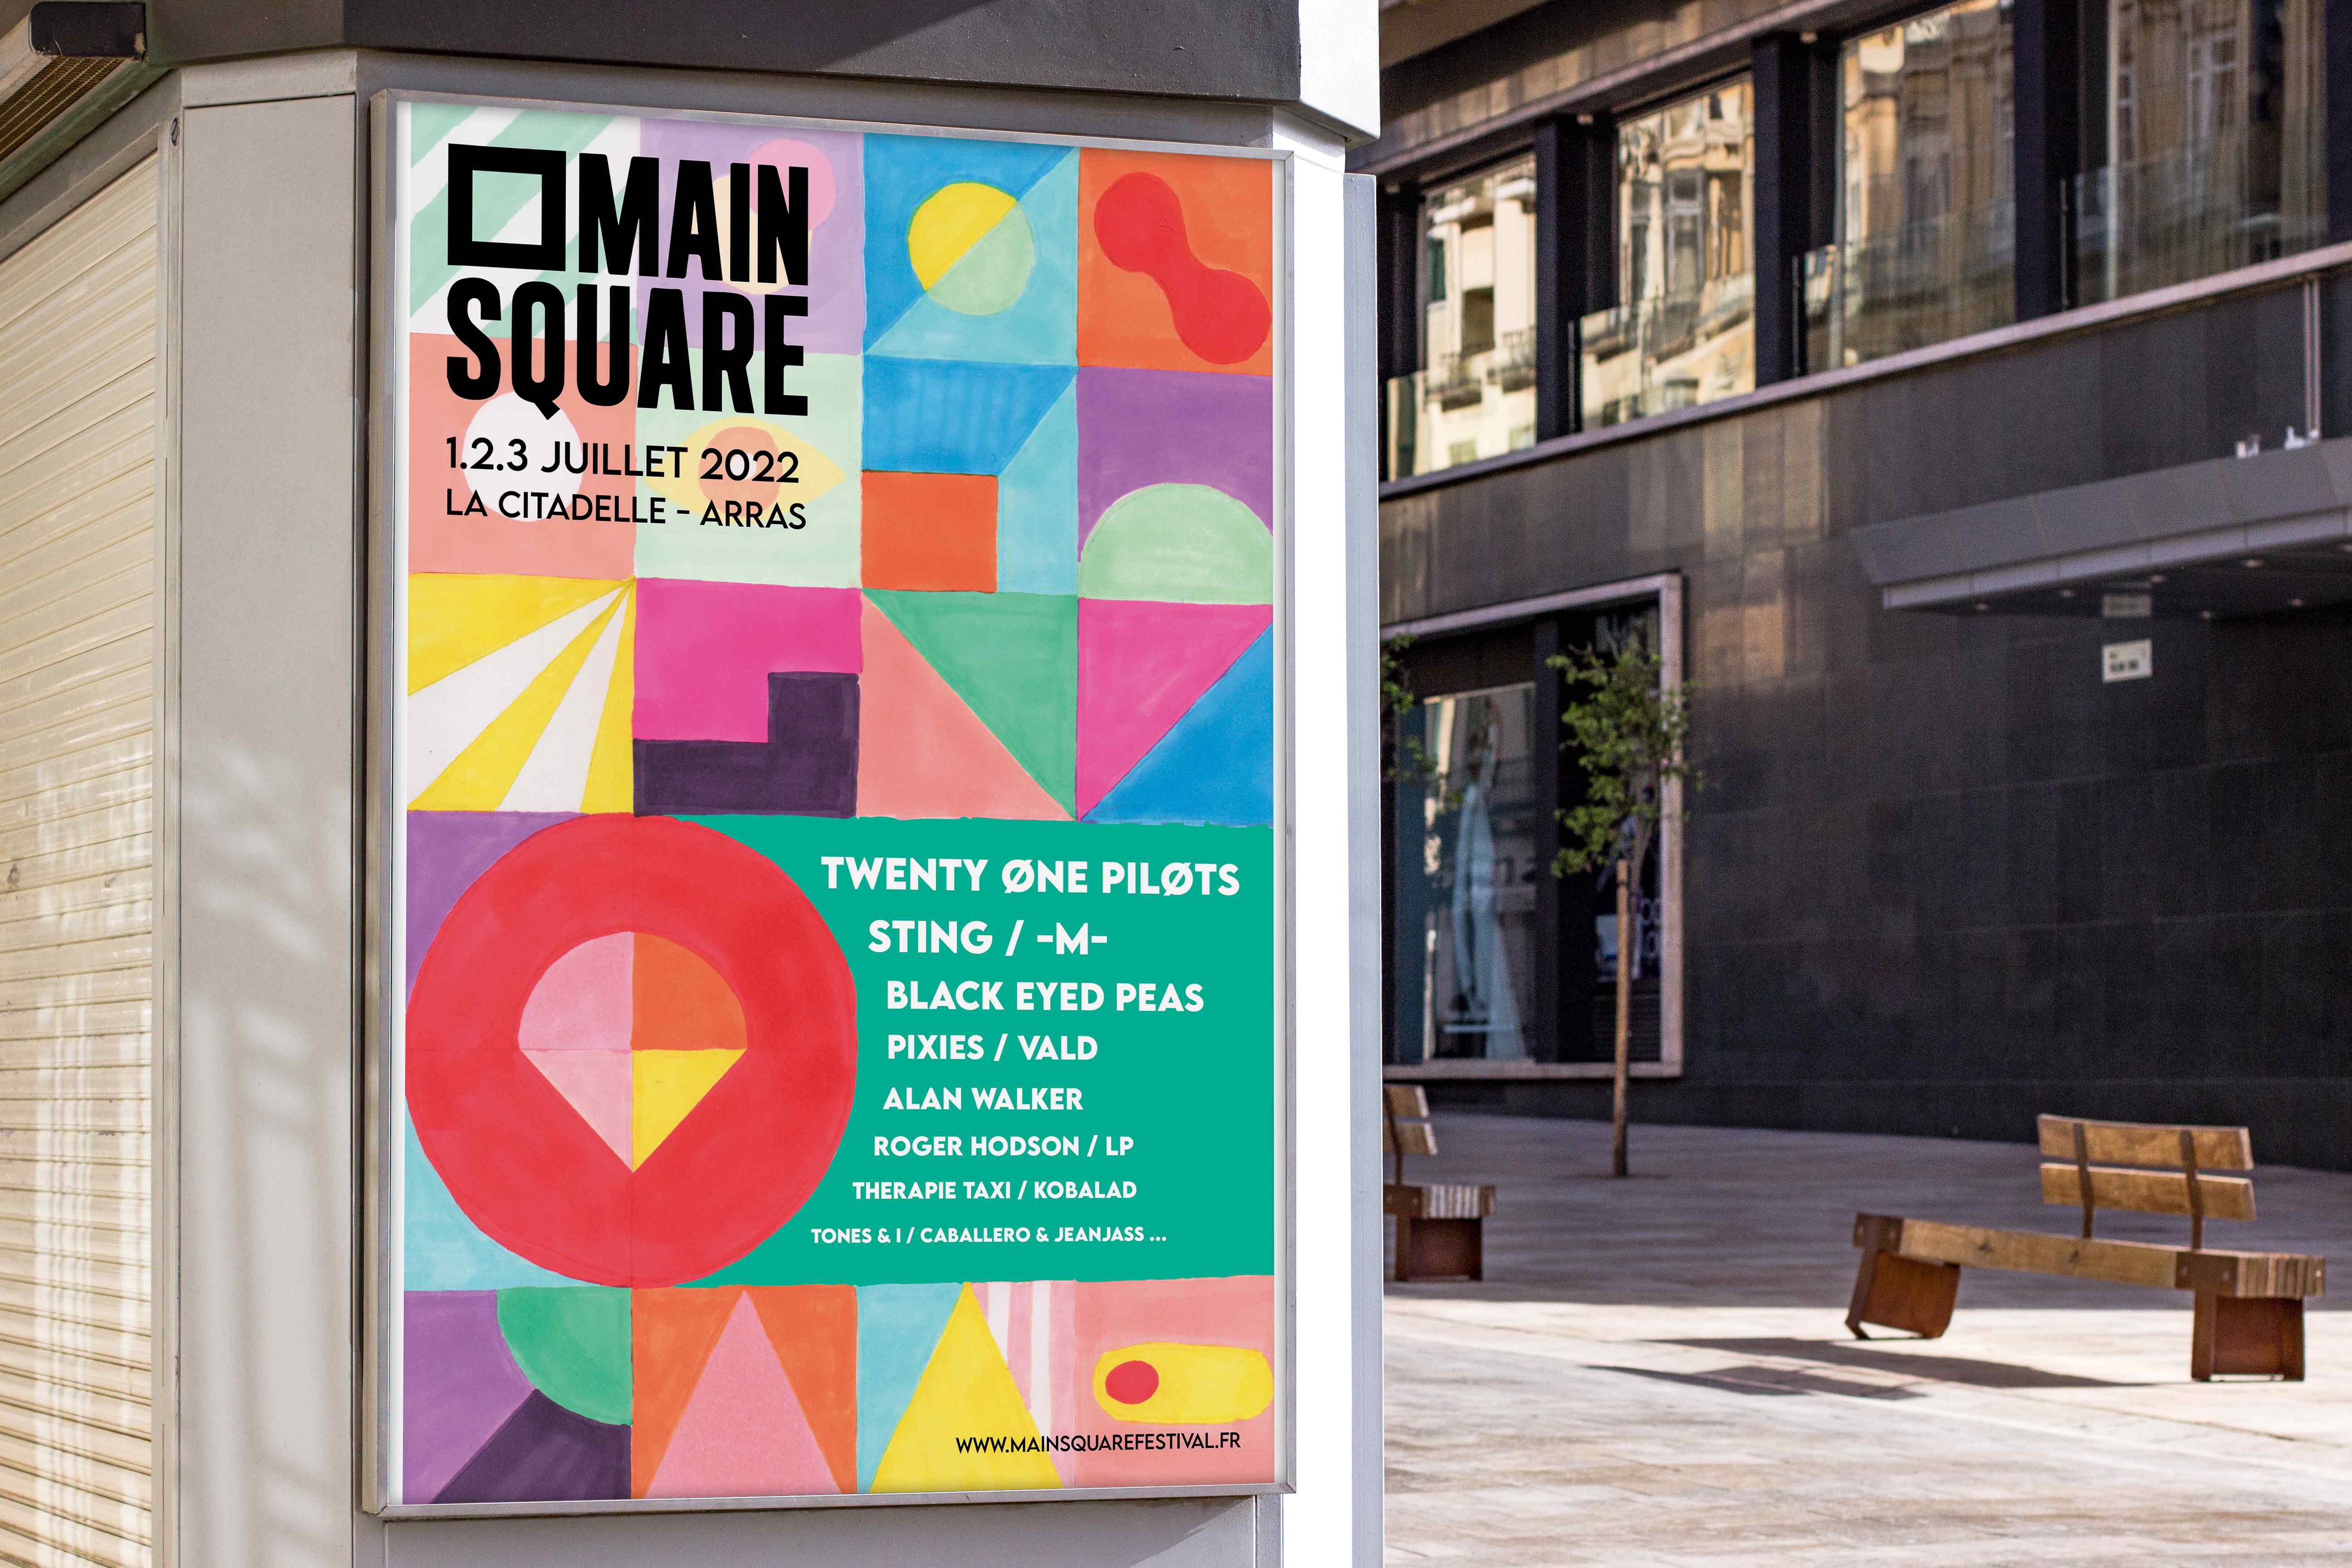 MAIN
SQUARE
1.2.3 JUILLET 2022
LA CITADELLE - ARRAS
TWENTY ØNE PILØTS
STING / -M-
BLACK EYED PEAS
PIXIES / VALD
ALAN WALKER
ROGER HODSON / LP
THERAPIE TAXI / KOBALAD
TONES & I / CABALLERO & JEANJASS ...
WWW.MAINSQUAREFESTIVAL.FR